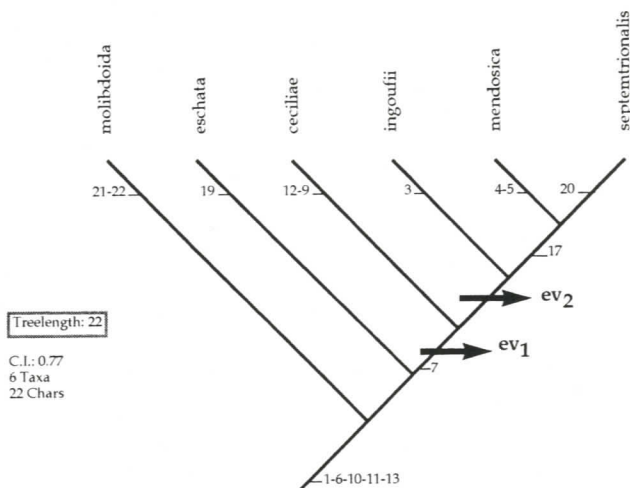 molibdoida
eschata
ceciliae
ingoufii
mendosica
septemtrionalis
21-22
19
12-9
3
4-5
20
17
ev2
ev1
7
Treelength: 22
C.I.: 0.77
6 Taxa
22 Chars
1-6-10-11-13